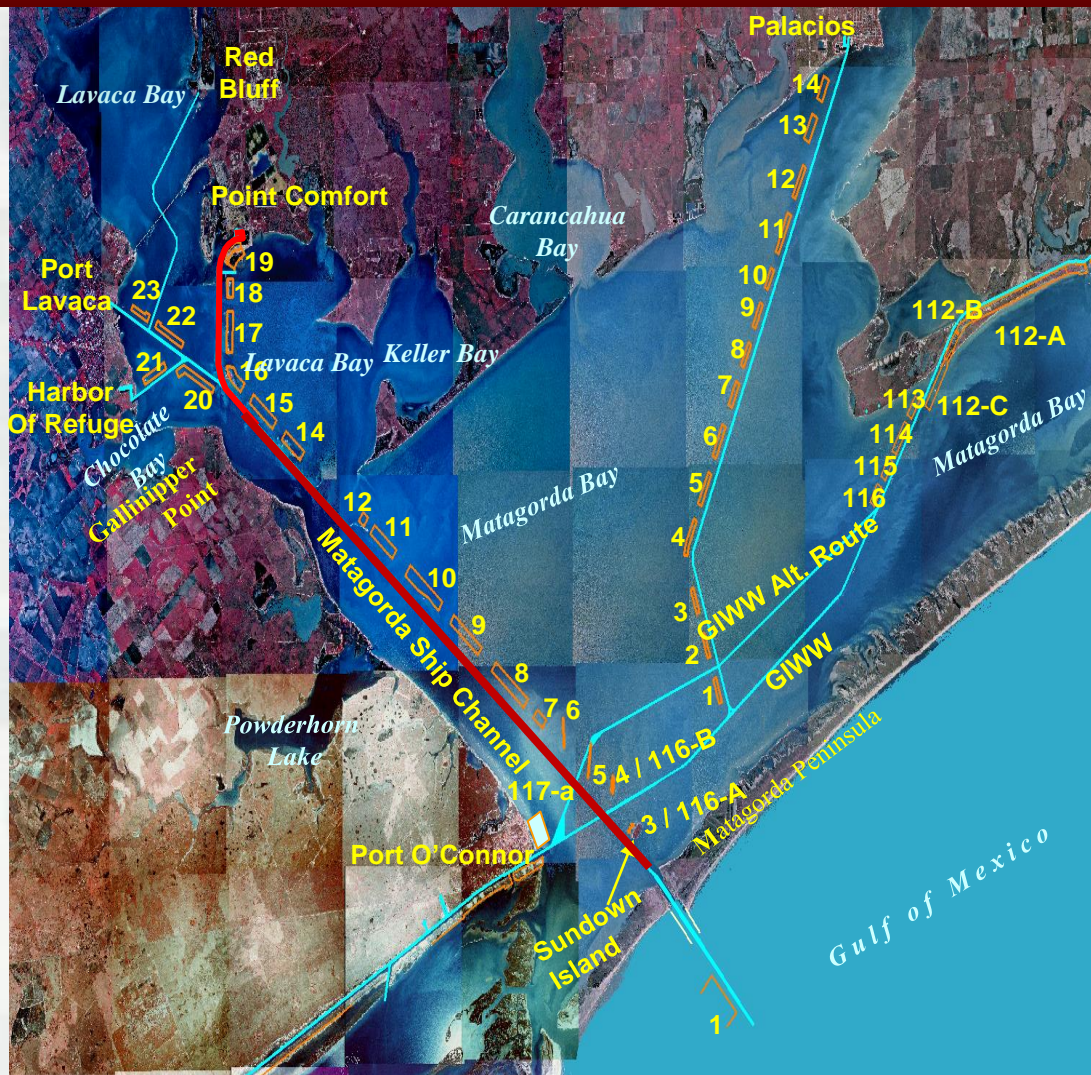 Palacios
Red
Bluff
Lavaca Bay
14
13
Point Comfort
12
Carancahua
Bay
11
19
Port
Lavaca
18
10
23
22
17
9
112-B
112-A
Lavaca Bay
Keller Bay
8
21
16
7
20
Harbor
Of Refuge
15
113
112-C
Chocolate
Bay
14
6
114
Matagorda Bay
Gallinipper
Point
115
5
116
12
11
Matagorda Bay
4
10
Matagorda Ship Channel
3
GIWW Alt. Route
9
2
GIWW
8
1
7
6
Powderhorn
Lake
5
4 / 116-B
117-a
3 / 116-A
Matagorda Peninsula
Port O'Connor
Sundown
Island
Gulf of Mexico
1